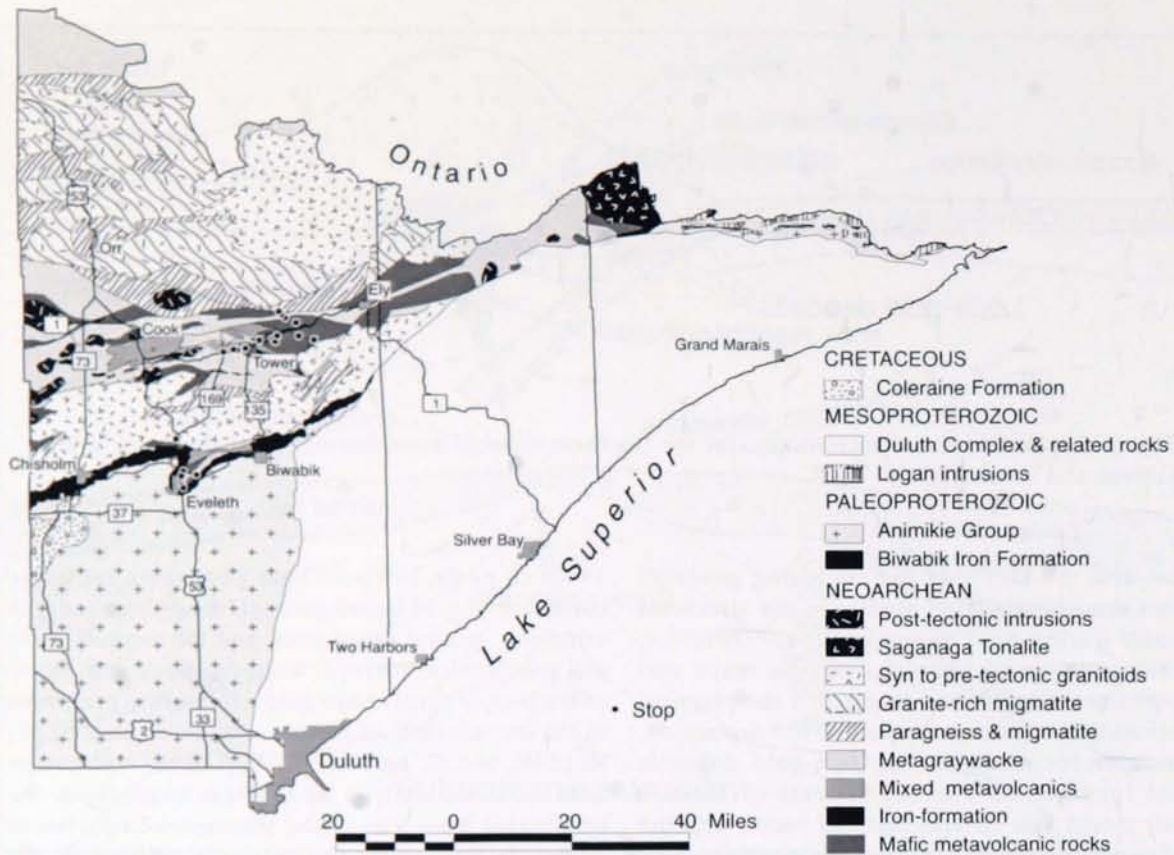 Ontario
53
Orr
Ely
1
Cook
73
Tower
169
135
1
Grand Marais
Chisholm
Biwabik
Eveleth
37
Silver Bay
53
Lake Superior
73
Two Harbors
33
2
Duluth
Stop
20 0 20 40 Miles
CRETACEOUS
Coleraine Formation
MESOPROTEROZOIC
Duluth Complex & related rocks
Logan intrusions
PALEOPROTEROZOIC
Animikie Group
Biwabik Iron Formation
NEOARCHEAN
Post-tectonic intrusions
Saganaga Tonalite
Syn to pre-tectonic granitoids
Granite-rich migmatite
Paragneiss & migmatite
Metagraywacke
Mixed metavolcanics
Iron-formation
Mafic metavolcanic rocks